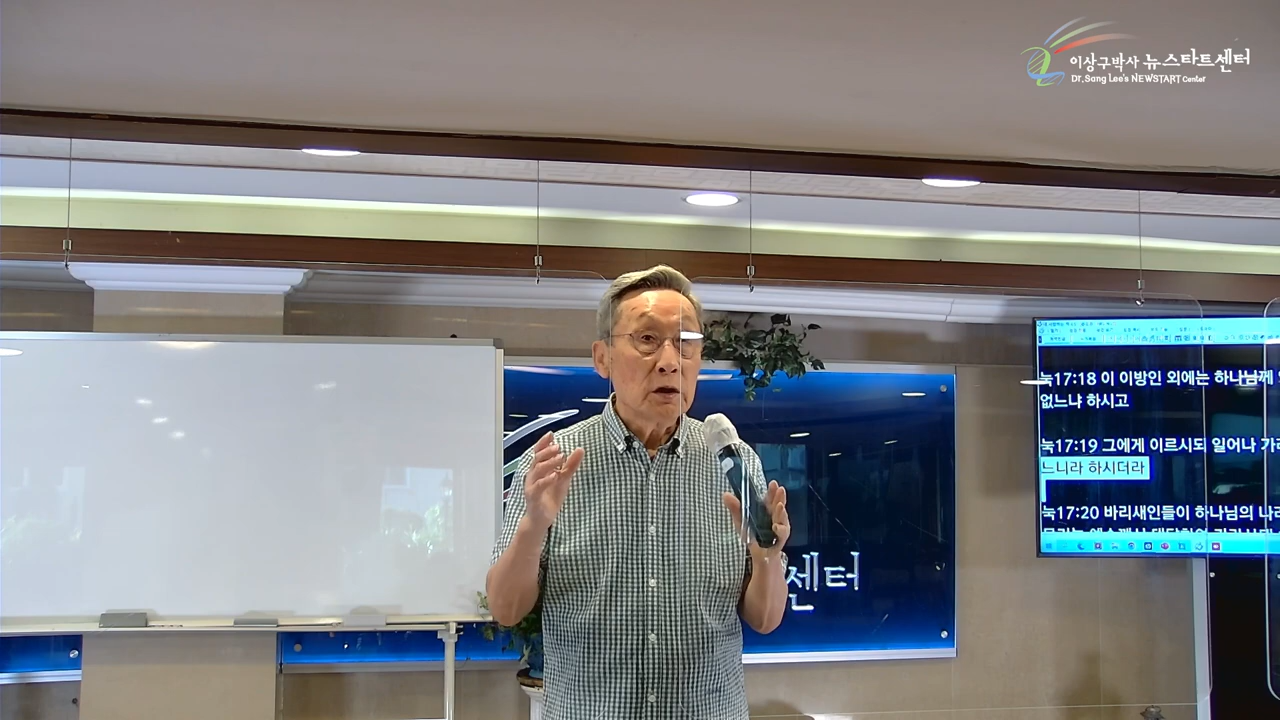 이상구박사 뉴스타트센터
Dr. Sang Lee's NEWSTART Center
눅17:18 이 이방인 외에는 하나님께
없느냐 하시고
눅17:19 그에게 이르시되 일어나 가
느니라 하시더라
눅17:20 바리새인들이 하나님의 나라
센터